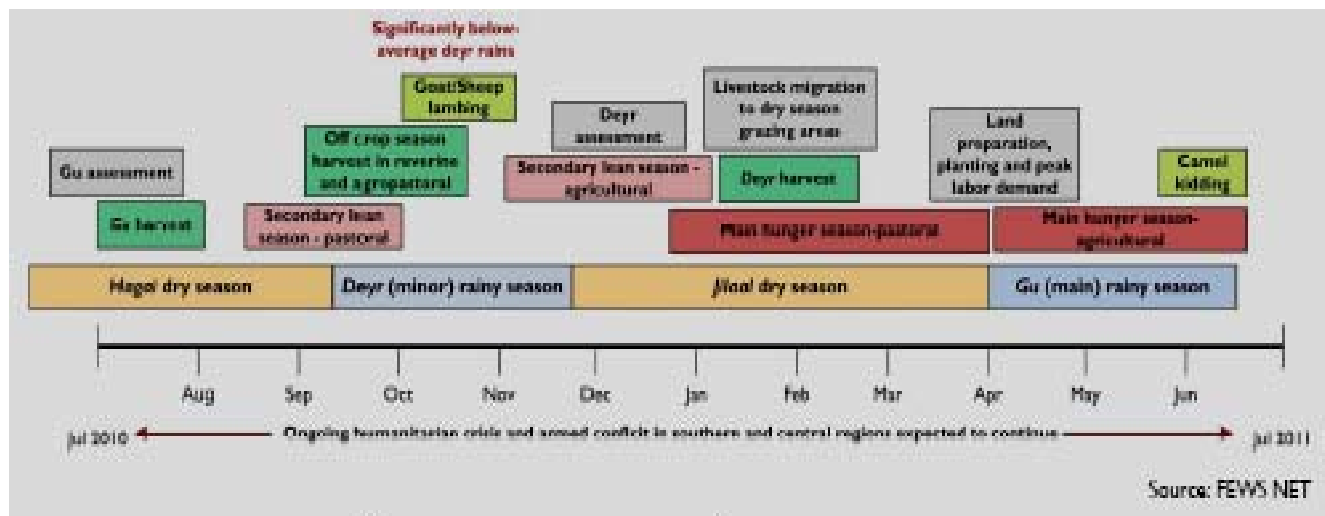 Significantly below-
average deyr rains
Goat/Sheep
lambing
Livestock migration
to dry season
grazing areas
Deyr
assessment
Land
preparation,
planting and peak
labor demand
Off crop season
harvest in reverine
and agropastoral
Gu assessment
Secondary lean season -
agricultural
Deyr harvest
Camel
kidding
Gu harvest
Secondary lean
season - pastoral
Main hunger season-pastoral
Main hunger season-
agricultural
Hagai dry season
Deyr (minor) rainy season
Jilaal dry season
Gu (main) rainy season
Aug
Sep
Oct
Nov
Dec
Jan
Feb
Mar
Apr
May
Jun
Jul 2010
Ongoing humanitarian crisis and armed conflicit in southern and central regions expected to continue
Jul 2011
Source: FEWS NET